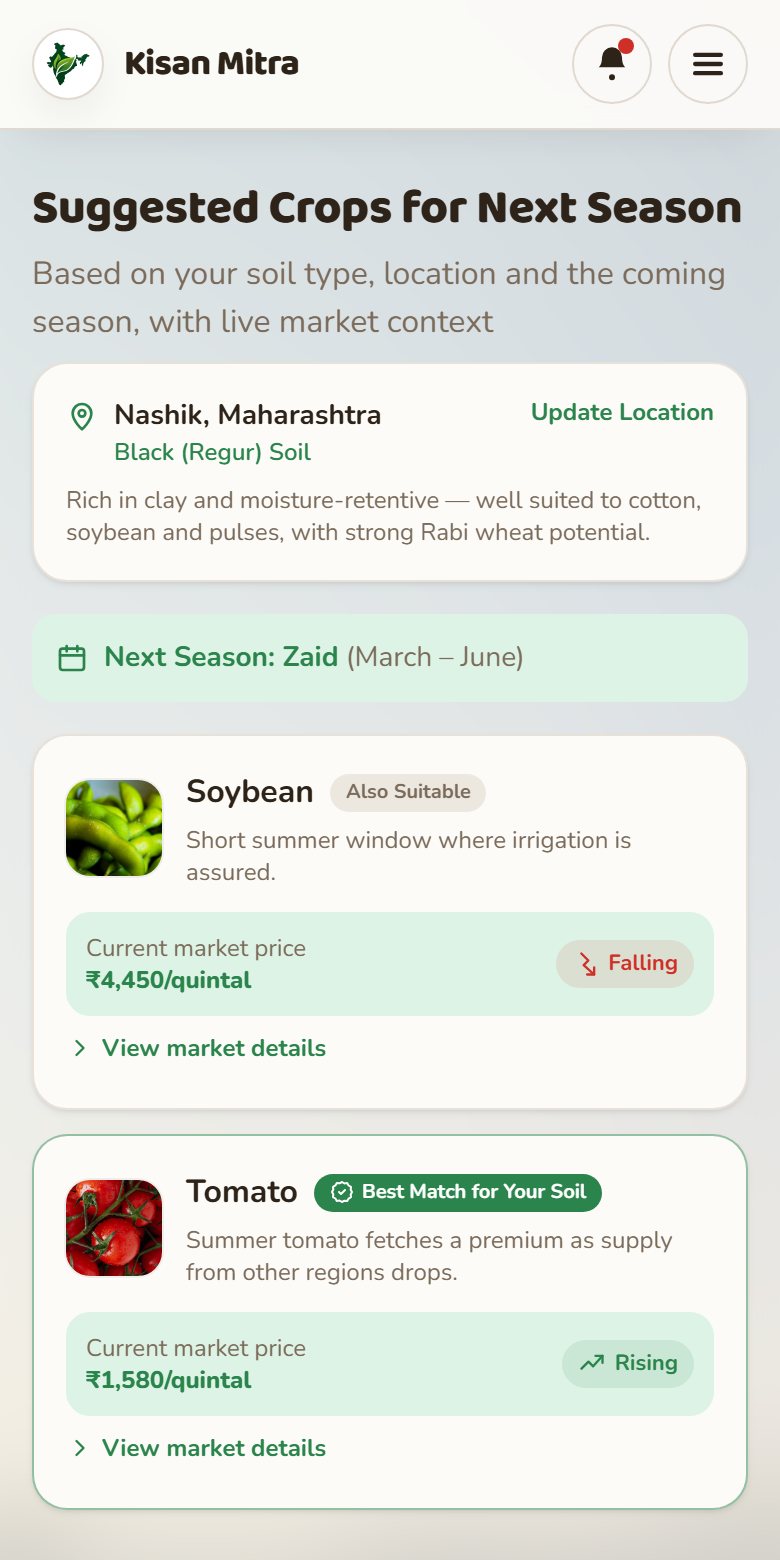 Kisan Mitra
Suggested Crops for Next Season
Based on your soil type, location and the coming
season, with live market context
Nashik, Maharashtra
Update Location
Black (Regur) Soil
Rich in clay and moisture-retentive — well suited to cotton,
soybean and pulses, with strong Rabi wheat potential.
Next Season: Zaid (March – June)
Soybean
Also Suitable
Short summer window where irrigation is
assured.
Current market price
₹4,450/quintal
Falling
View market details
Tomato
Best Match for Your Soil
Summer tomato fetches a premium as supply
from other regions drops.
Current market price
₹1,580/quintal
Rising
View market details